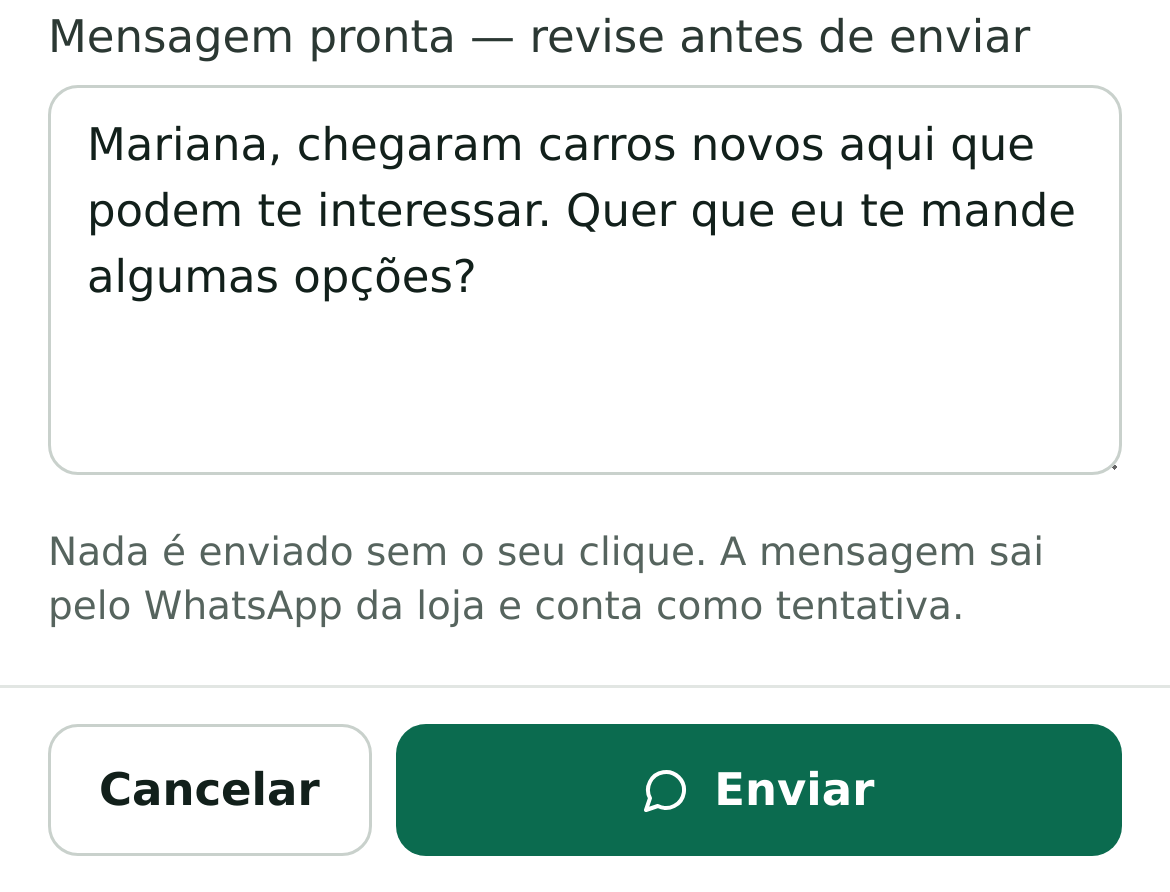 Mensagem pronta — revise antes de enviar
Mariana, chegaram carros novos aqui que
podem te interessar. Quer que eu te mande
algumas opções?
Nada é enviado sem o seu clique. A mensagem sai
pelo WhatsApp da loja e conta como tentativa.
Cancelar
Enviar